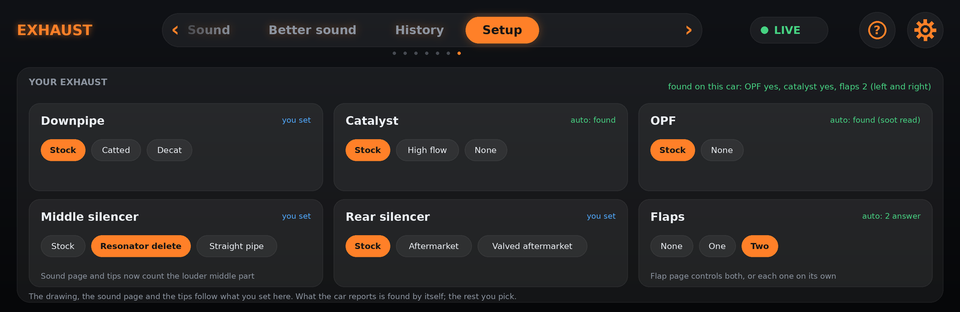 EXHAUST
Sound Better sound History Setup
LIVE
?
YOUR EXHAUST
found on this car: OPF yes, catalyst yes, flaps 2 (left and right)
Downpipe you set
Stock Catted Decat
Catalyst auto: found
Stock High flow None
OPF auto: found (soot read)
Stock None
Middle silencer you set
Stock Resonator delete Straight pipe
Sound page and tips now count the louder middle part
Rear silencer you set
Stock Aftermarket Valved aftermarket
Flaps auto: 2 answer
None One Two
Flap page controls both, or each one on its own
The drawing, the sound page and the tips follow what you set here. What the car reports is found by itself; the rest you pick.